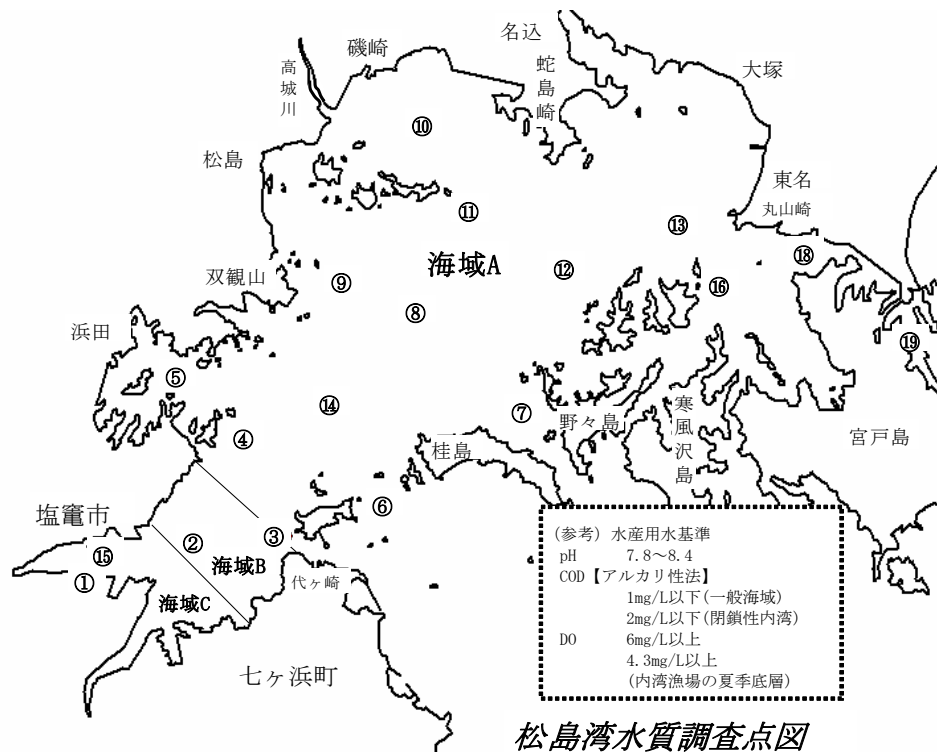 名込
磯崎
高城川
蛇島崎
大塚
⑩
松島
東名
丸山崎
⑪
⑬
⑱
海域A
⑫
双観山
⑨
⑯
⑧
浜田
⑲
⑤
⑭
⑦
野々島
寒風沢島
宮戸島
④
桂島
⑥
塩竈市
③
②
⑮
海域B
①
代ヶ崎
海域C
七ヶ浜町
(参考) 水産用水基準
pH 7.8～8.4
COD【アルカリ性法】
1mg/L以下(一般海域)
2mg/L以下(閉鎖性内湾)
DO 6mg/L以上
4.3mg/L以上
(内湾漁場の夏季底層)
松島湾水質調査点図